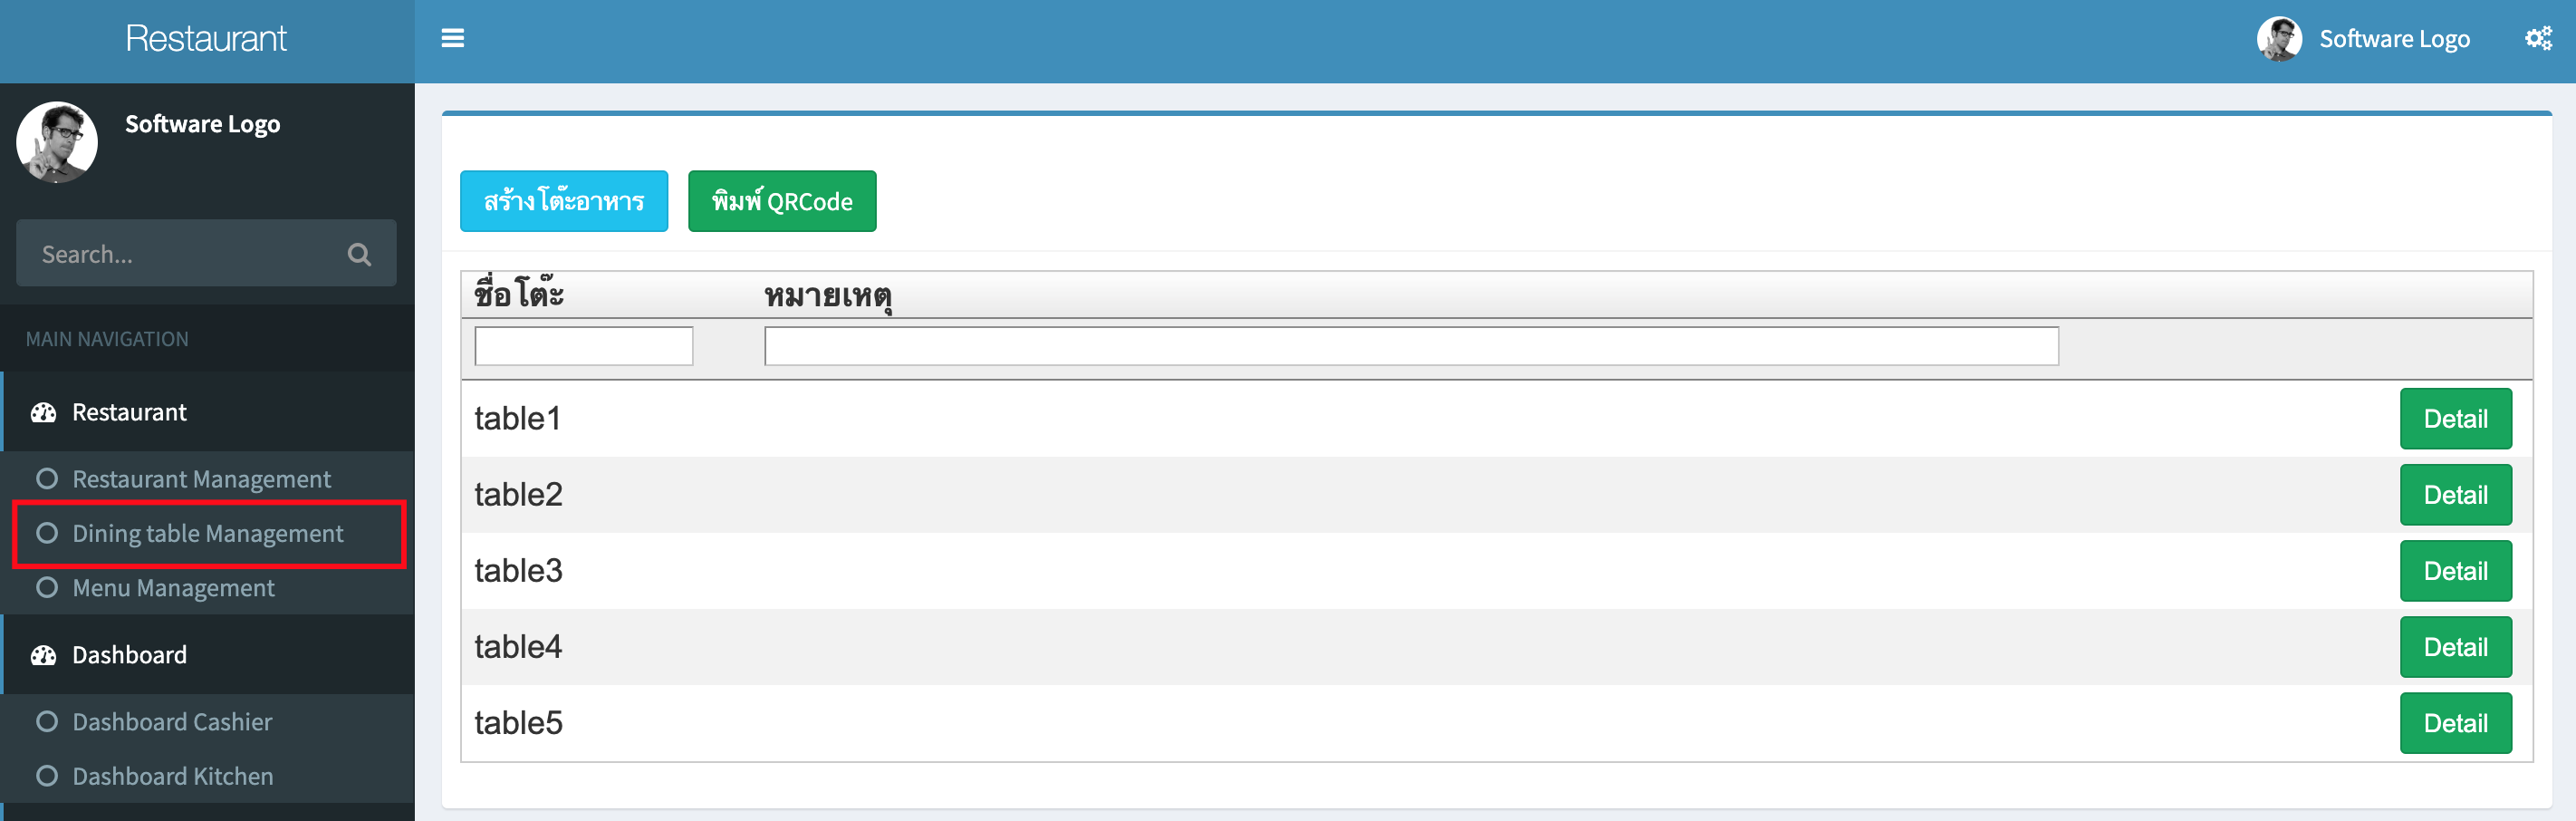 Restaurant
Software Logo
Software Logo
Search...
MAIN NAVIGATION
Restaurant
Restaurant Management
Dining table Management
Menu Management
Dashboard
Dashboard Cashier
Dashboard Kitchen
สร้างโต๊ะอาหาร พิมพ์ QRCode
ชื่อโต๊ะ หมายเหตุ
table1 Detail
table2 Detail
table3 Detail
table4 Detail
table5 Detail